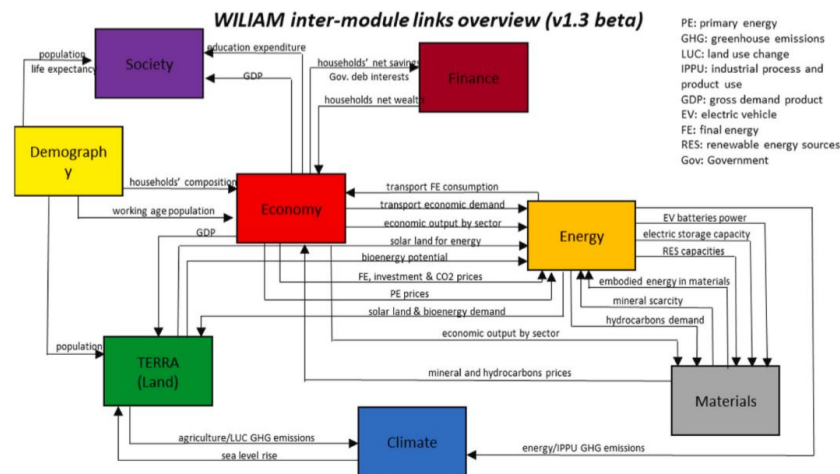 WILIAM inter-module links overview (v1.3 beta)
PE: primary energy
GHG: greenhouse emissions
LUC: land use change
IPPU: industrial process and
product use
GDP: gross demand product
EV: electric vehicle
FE: final energy
RES: renewable energy sources
Gov: Government
population
life expectancy
Society
education expenditure
GDP
households' net savings
Gov. deb interests
households net wealth
Finance
Demograph
y
households' composition
working age population
Economy
transport FE consumption
transport economic demand
economic output by sector
GDP
solar land for energy
bioenergy potential
FE, investment & CO2 prices
PE prices
solar land & bioenergy demand
economic output by sector
Energy
EV batteries power
electric storage capacity
RES capacities
embodied energy in materials
mineral scarcity
hydrocarbons demand
population
TERRA
(Land)
mineral and hydrocarbons prices
Materials
agriculture/LUC GHG emissions
sea level rise
Climate
energy/IPPU GHG emissions